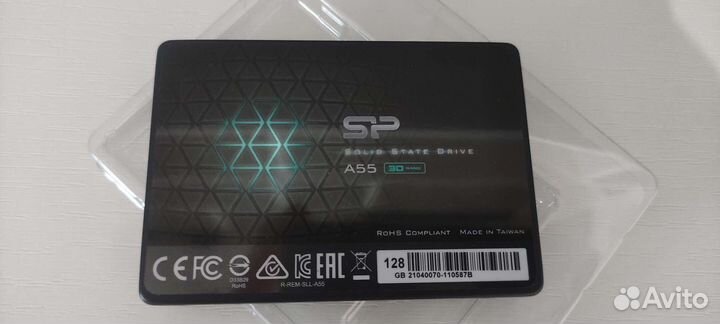 SP
Solid State Drive
A55 3D NAND
RoHS Compliant Made in Taiwan
CE FC D33B29 RoHS EAC 128
R-REM-SLL-A55 GB 21040070-110587B
Avito